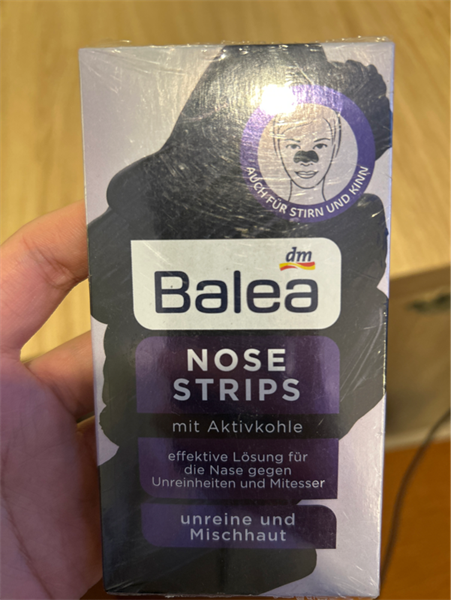 AUCH FÜR STIRN UND KINN
dm
Balea
NOSE
STRIPS
mit Aktivkohle
effektive Lösung für
die Nase gegen
Unreinheiten und Mitesser
unreine und
Mischhaut